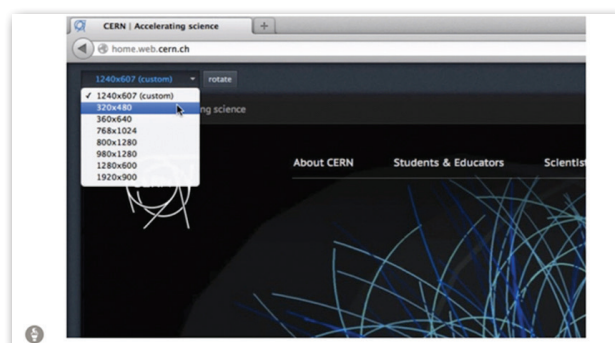 CERN | Accelerating science
home.web.cern.ch
1240x607 (custom) rotate
✓ 1240x607 (custom)
320x480
ng science
360x640
768x1024
800x1280
980x1280
1280x600
1920x900
About CERN Students & Educators Scientist